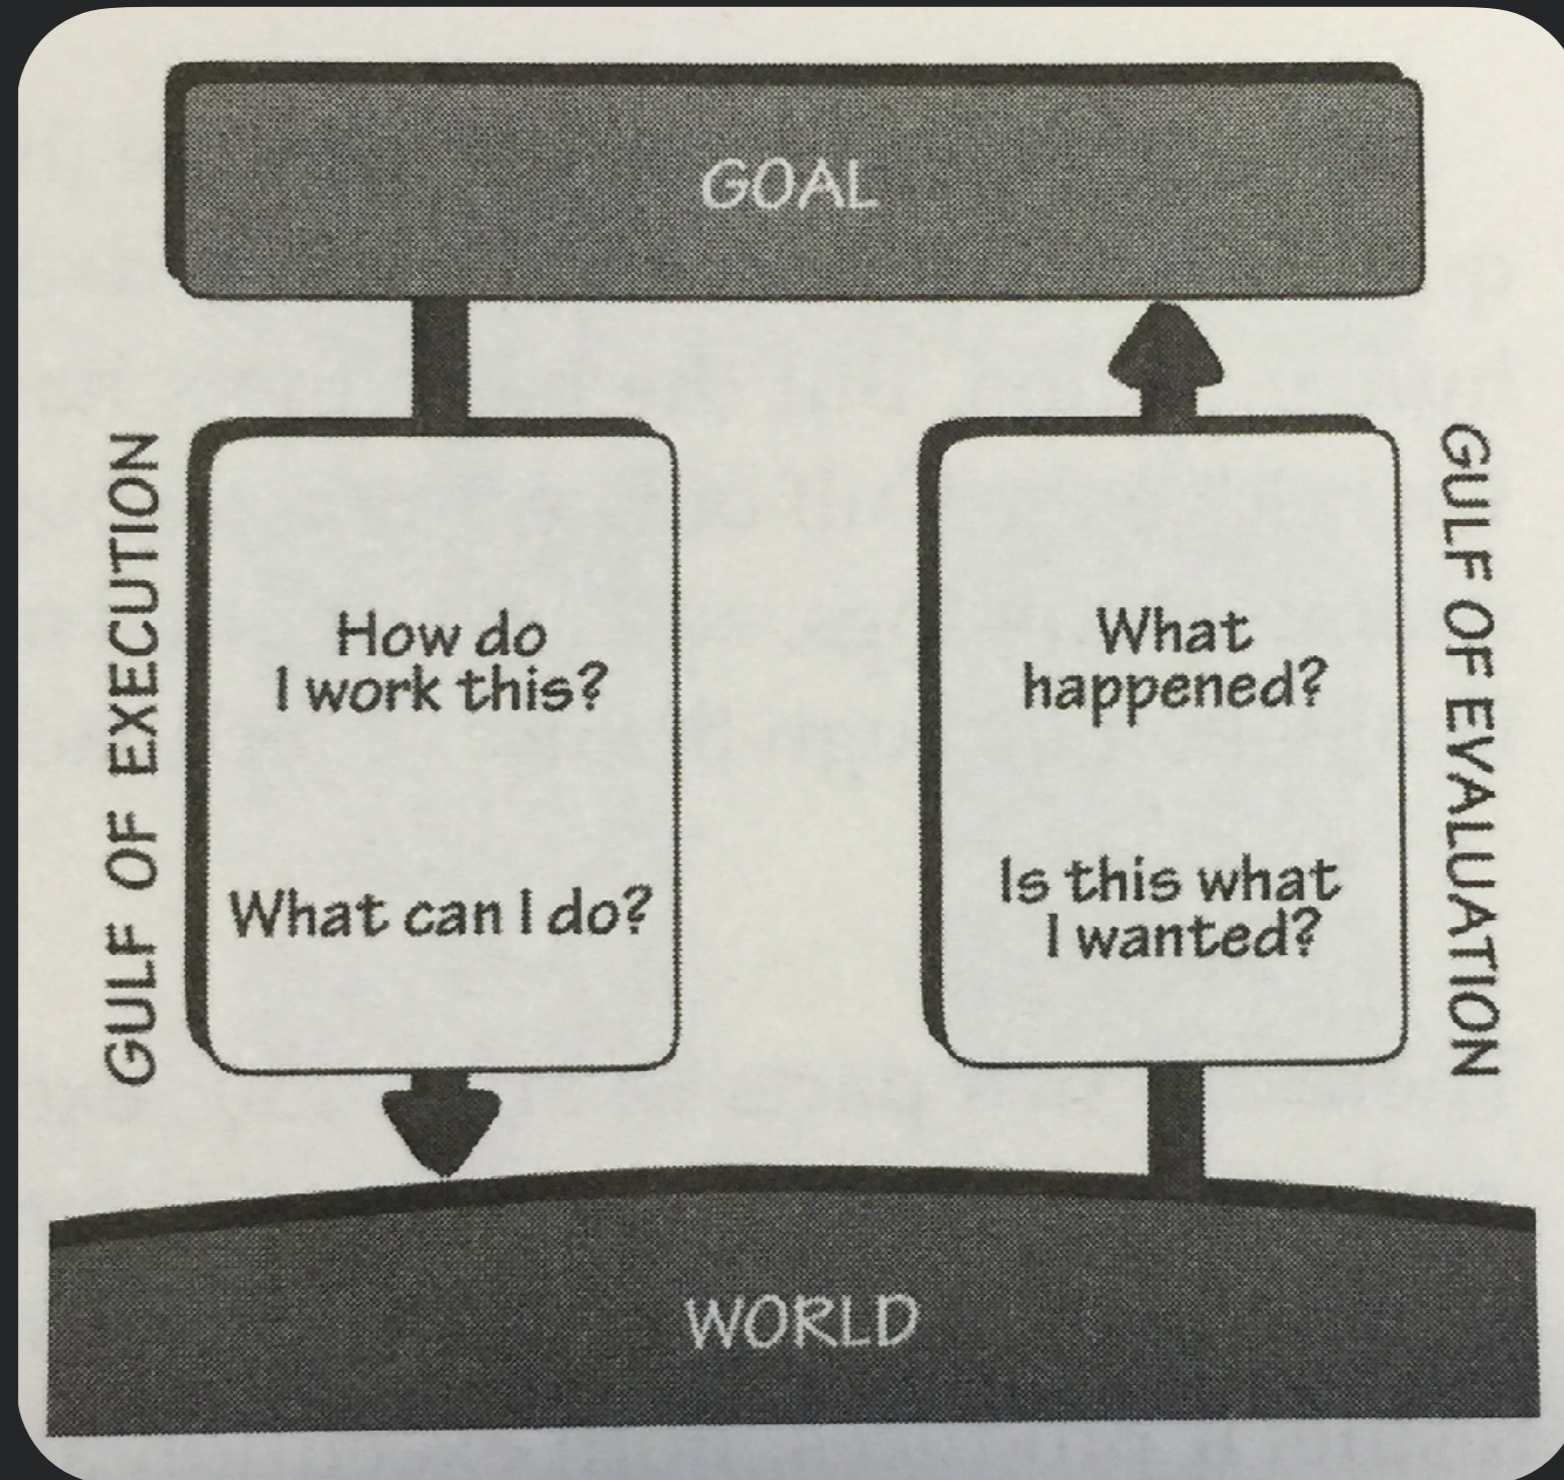 GOAL
GULF OF EXECUTION
How do
I work this?
What can I do?
What
happened?
Is this what
I wanted?
GULF OF EVALUATION
WORLD